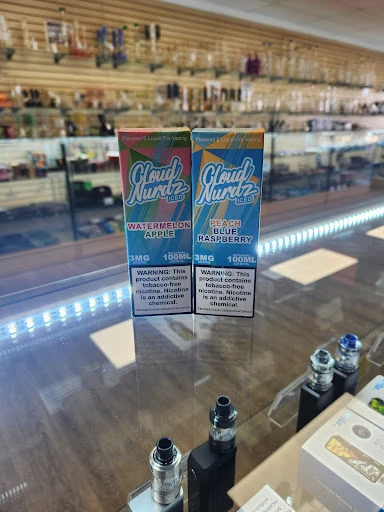 Flavored E-Liquid For Vaping
Cloud
Nurdz
ICED
WATERMELON
APPLE
3MG
100ML
WARNING: This
product contains
tobacco-free
nicotine. Nicotine
is an addictive
chemical.
Flavored E-Liquid For Vaping
Cloud
Nurdz
ICED
PEACH
BLUE
RASPBERRY
3MG
100ML
WARNING: This
product contains
tobacco-free
nicotine. Nicotine
is an addictive
chemical.